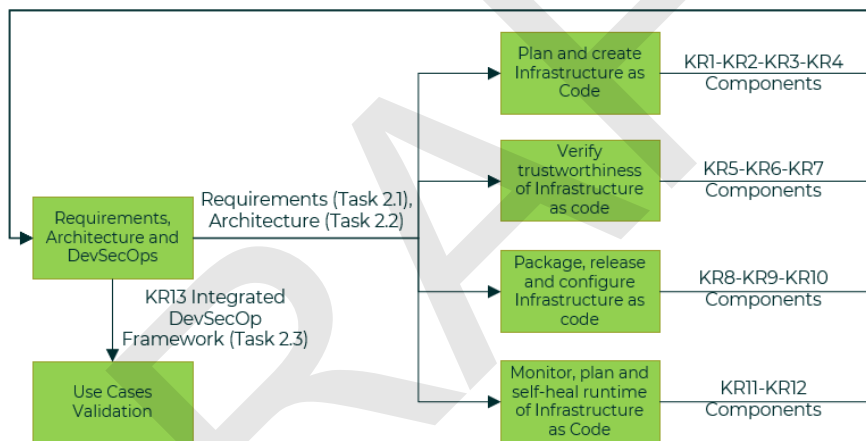 Plan and create
Infrastructure as
Code
KR1-KR2-KR3-KR4
Components
Verify
trustworthiness
of Infrastructure
as code
KR5-KR6-KR7
Components
Requirements,
Architecture and
DevSecOps
Requirements (Task 2.1),
Architecture (Task 2.2)
Package, release
and configure
Infrastructure as
code
KR8-KR9-KR10
Components
KR13 Integrated
DevSecOp
Framework (Task 2.3)
Use Cases
Validation
Monitor, plan and
self-heal runtime
of Infrastructure as
Code
KR11-KR12
Components